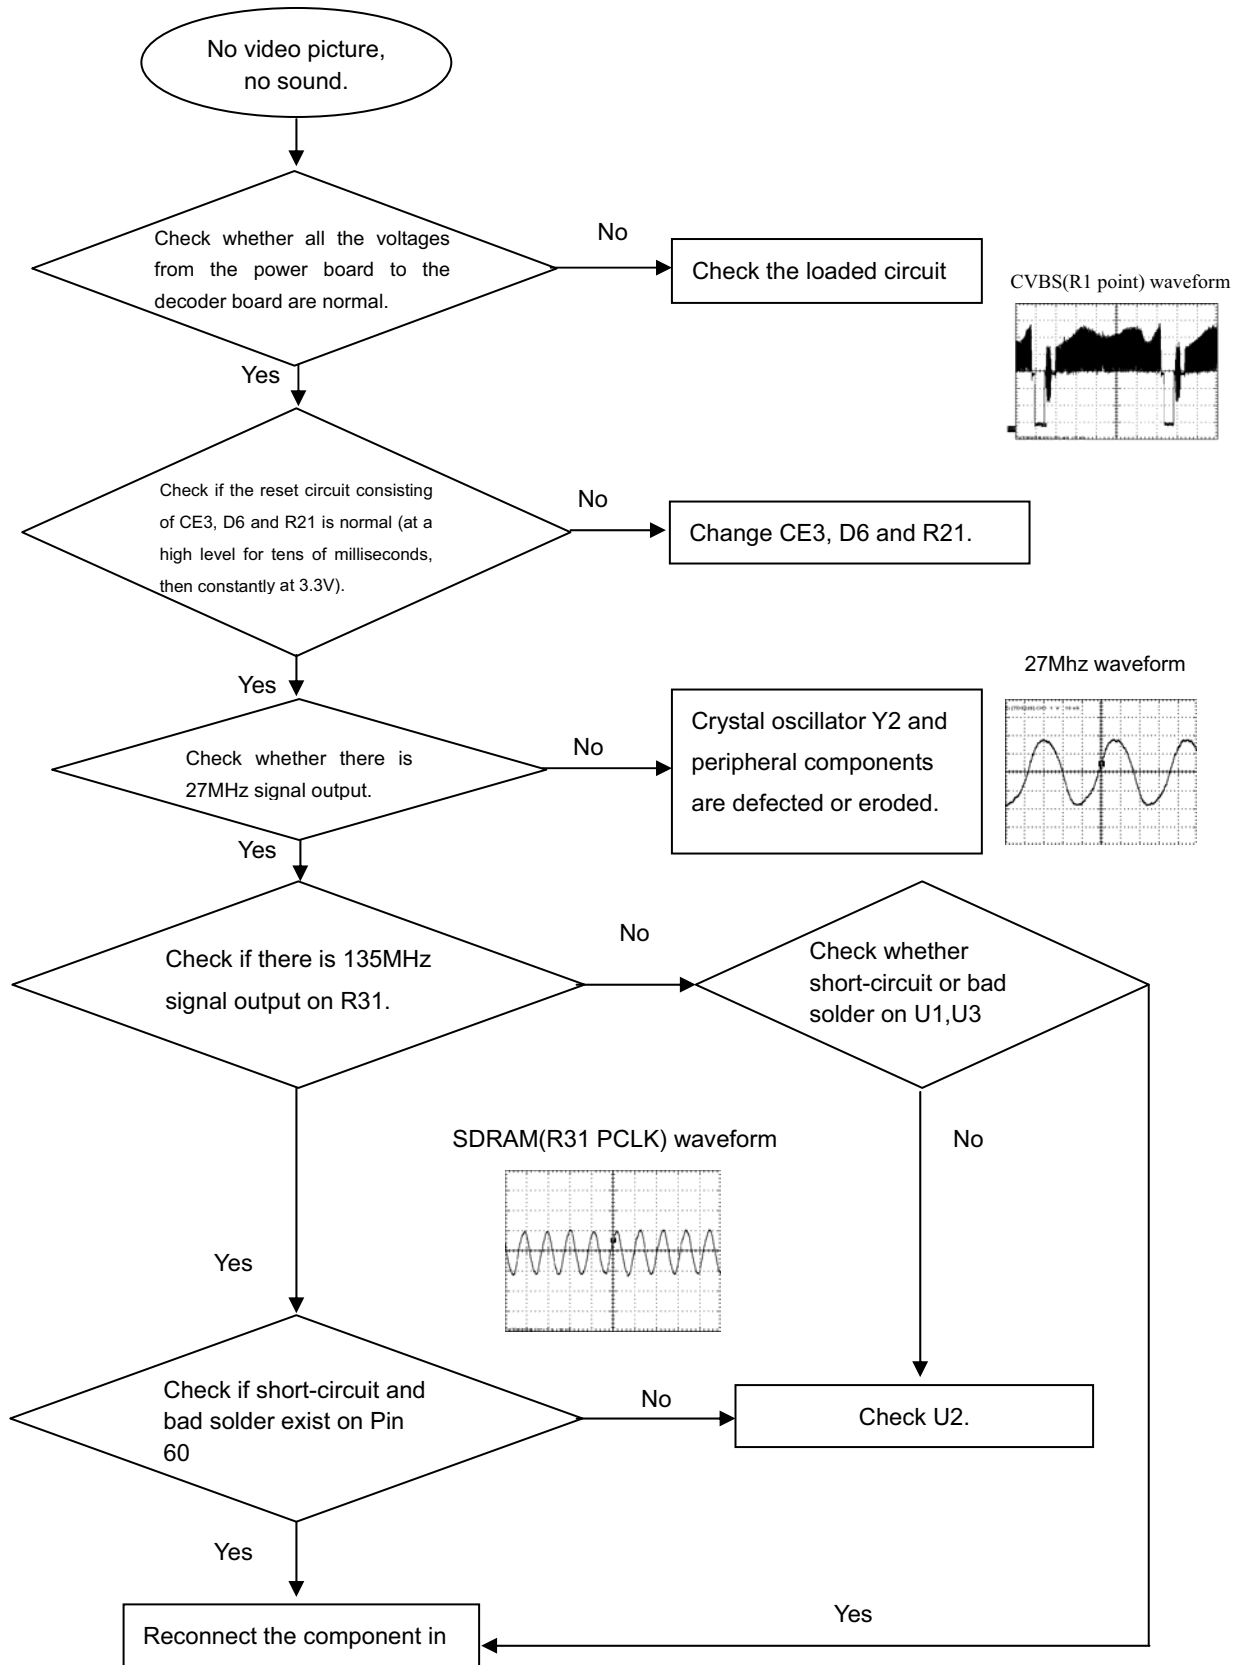 No video picture,
no sound.
Check whether all the voltages
from the power board to the
decoder board are normal.
No
Check the loaded circuit
CVBS(R1 point) waveform
Yes
Check if the reset circuit consisting
of CE3, D6 and R21 is normal (at a
high level for tens of milliseconds,
then constantly at 3.3V).
No
Change CE3, D6 and R21.
Yes
27Mhz waveform
Check whether there is
27MHz signal output.
No
Crystal oscillator Y2 and
peripheral components
are defected or eroded.
Yes
Check if there is 135MHz
signal output on R31.
No
Check whether
short-circuit or bad
solder on U1,U3
SDRAM(R31 PCLK) waveform
No
Yes
Check if short-circuit and
bad solder exist on Pin
60
No
Check U2.
Yes
Yes
Reconnect the component in